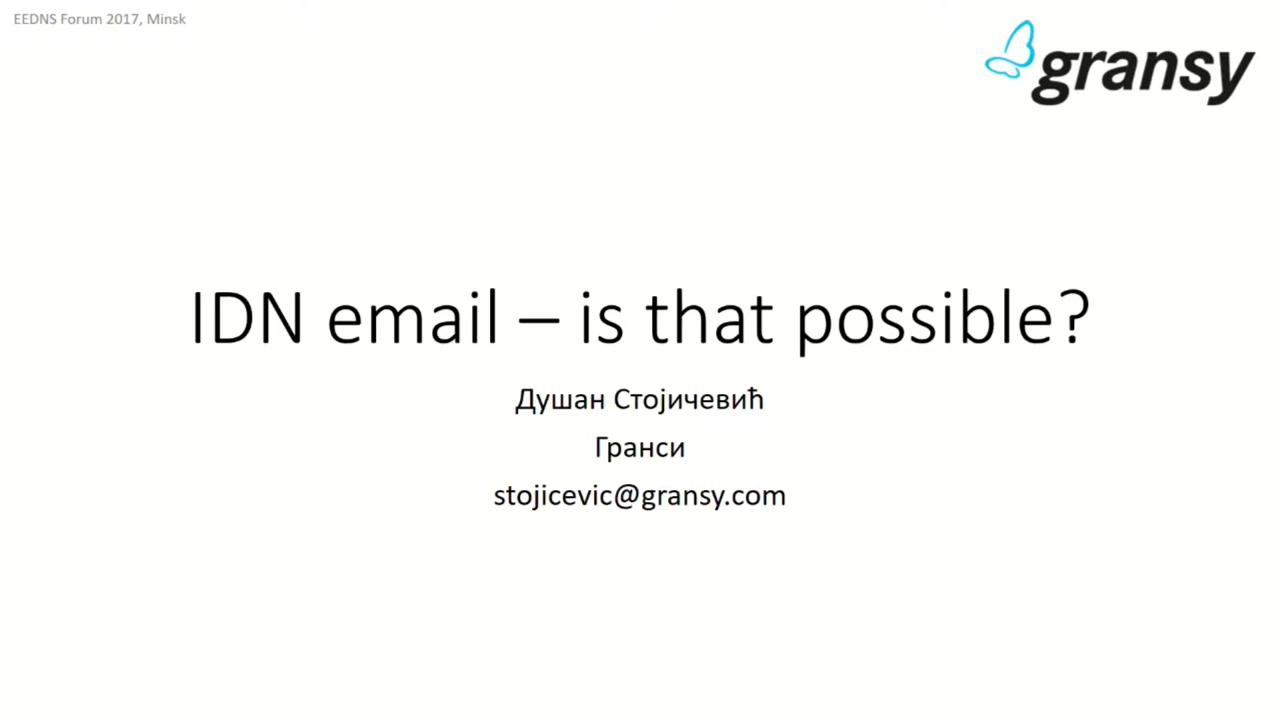 EEDNS Forum 2017, Minsk
gransy
IDN email – is that possible?
Душан Стојичевић
Гранси
stojicevic@gransy.com